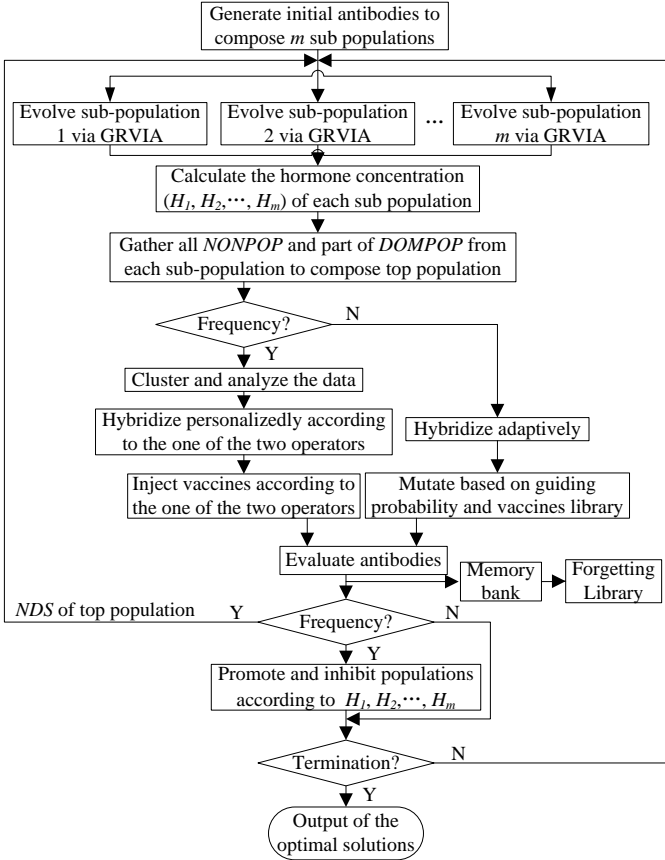 Generate initial antibodies to
compose m sub populations
Evolve sub-population
1 via GRVIA
Evolve sub-population
2 via GRVIA
...
Evolve sub-population
m via GRVIA
Calculate the hormone concentration
(H1, H2,···, Hm) of each sub population
Gather all NONPOP and part of DOMPOP from
each sub-population to compose top population
Frequency?
N
Y
Cluster and analyze the data
Hybridize personalizedly according
to the one of the two operators
Hybridize adaptively
Inject vaccines according to
the one of the two operators
Mutate based on guiding
probability and vaccines library
Evaluate antibodies
Memory
bank
Forgetting
Library
NDS of top population
Y
Frequency?
N
Y
Promote and inhibit populations
according to H1, H2,···, Hm
Termination?
N
Y
Output of the
optimal solutions